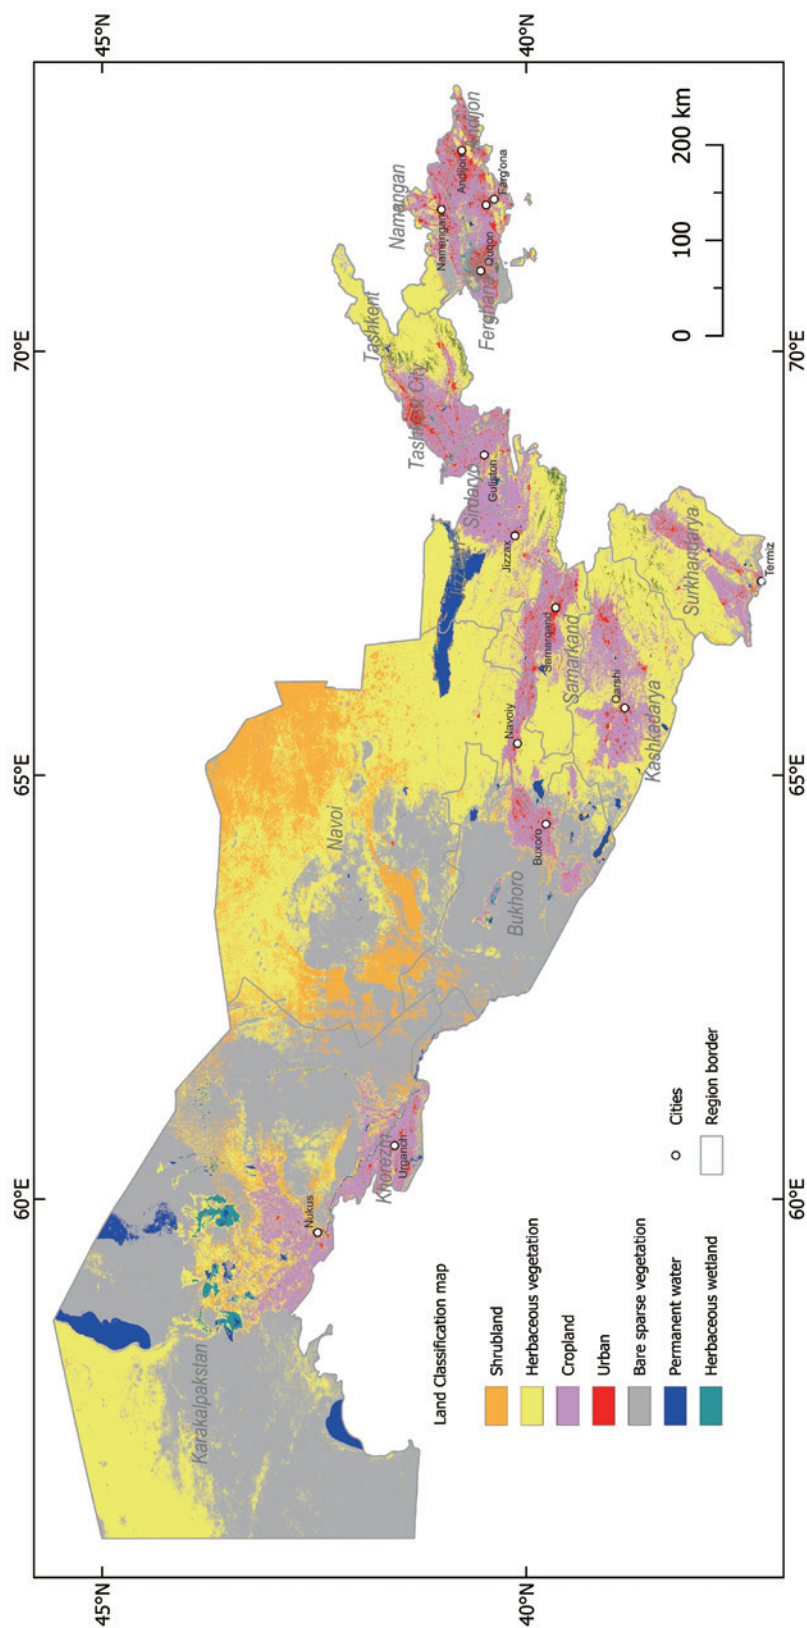 60°E
65°E
70°E
45°N
45°N
Karakalpakstan
Navoi
Tashkent
Namangan
Tashkent City
Nukus
Khorezm
Urganch
Jizzakh
Sirdaryo
Guliston
Ferghana
Namangan
Andijon
Andijon
Quqon
Farg'ona
40°N
40°N
Bukhoro
Buxoro
Navoiy
Samarqand
Samarkand
Jizzax
Qarshi
Kashkadarya
Surkhandarya
Termiz
Land Classification map
Shrubland
Herbaceous vegetation
Cropland
Urban
Bare sparse vegetation
Permanent water
Herbaceous wetland
Cities
Region border
0 100 200 km
60°E
65°E
70°E